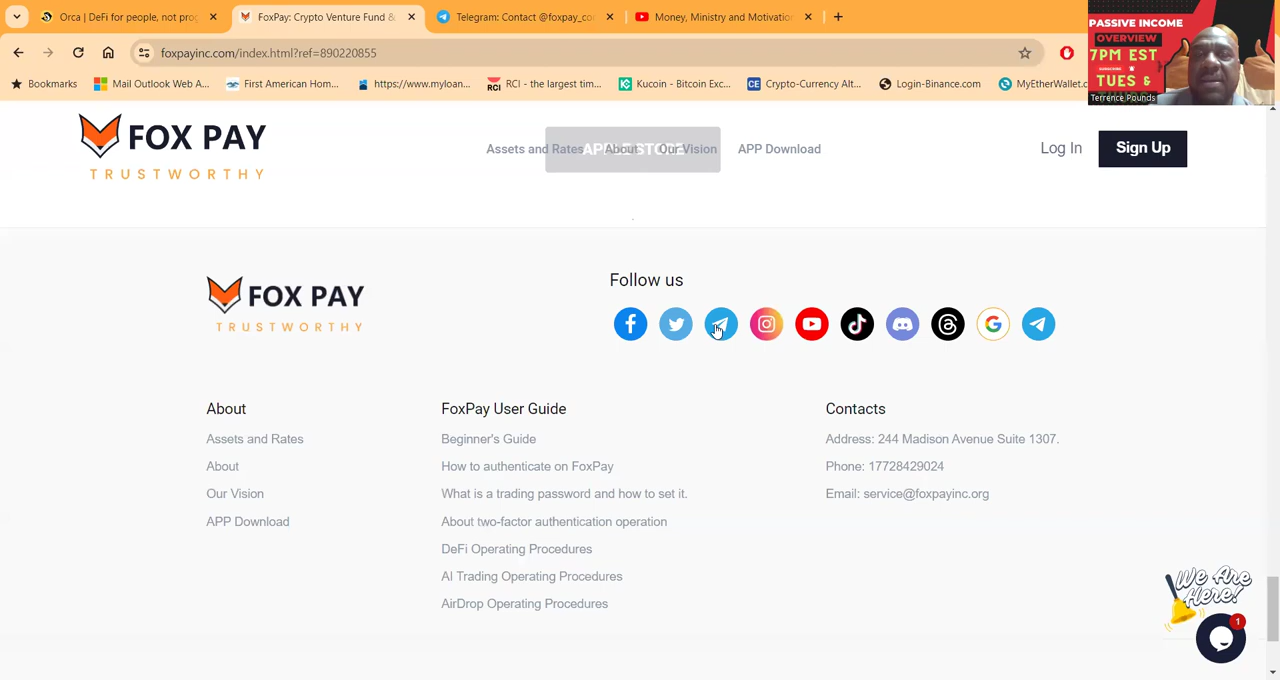 Orca | DeFi for people, not prog
FoxPay: Crypto Venture Fund &
Telegram: Contact @foxpay_co
Money, Ministry and Motivatio
foxpayinc.com/index.html?ref=890220855
Bookmarks
Mail Outlook Web A...
First American Hom...
https://www.myloan...
RCI - the largest tim...
Kucoin - Bitcoin Exc...
Crypto-Currency Alt...
Login-Binance.com
MyEtherWallet.c
PASSIVE INCOME
OVERVIEW
7PM EST
TUES &
Terrence Pounds
FOX PAY
TRUSTWORTHY
Assets and Rates
About
Our Vision
APP Download
APPLE STORE
Log In
Sign Up
FOX PAY
TRUSTWORTHY
Follow us
About
Assets and Rates
About
Our Vision
APP Download
FoxPay User Guide
Beginner's Guide
How to authenticate on FoxPay
What is a trading password and how to set it.
About two-factor authentication operation
DeFi Operating Procedures
AI Trading Operating Procedures
AirDrop Operating Procedures
Contacts
Address: 244 Madison Avenue Suite 1307.
Phone: 17728429024
Email: service@foxpayinc.org
We Are
Here!
1